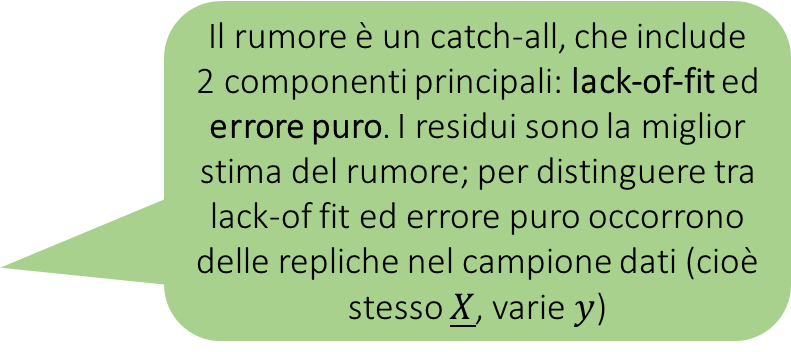 Il rumore è un catch-all, che include
2 componenti principali: lack-of-fit ed
errore puro. I residui sono la miglior
stima del rumore; per distinguere tra
lack-of fit ed errore puro occorrono
delle repliche nel campione dati (cioè
stesso X, varie y)